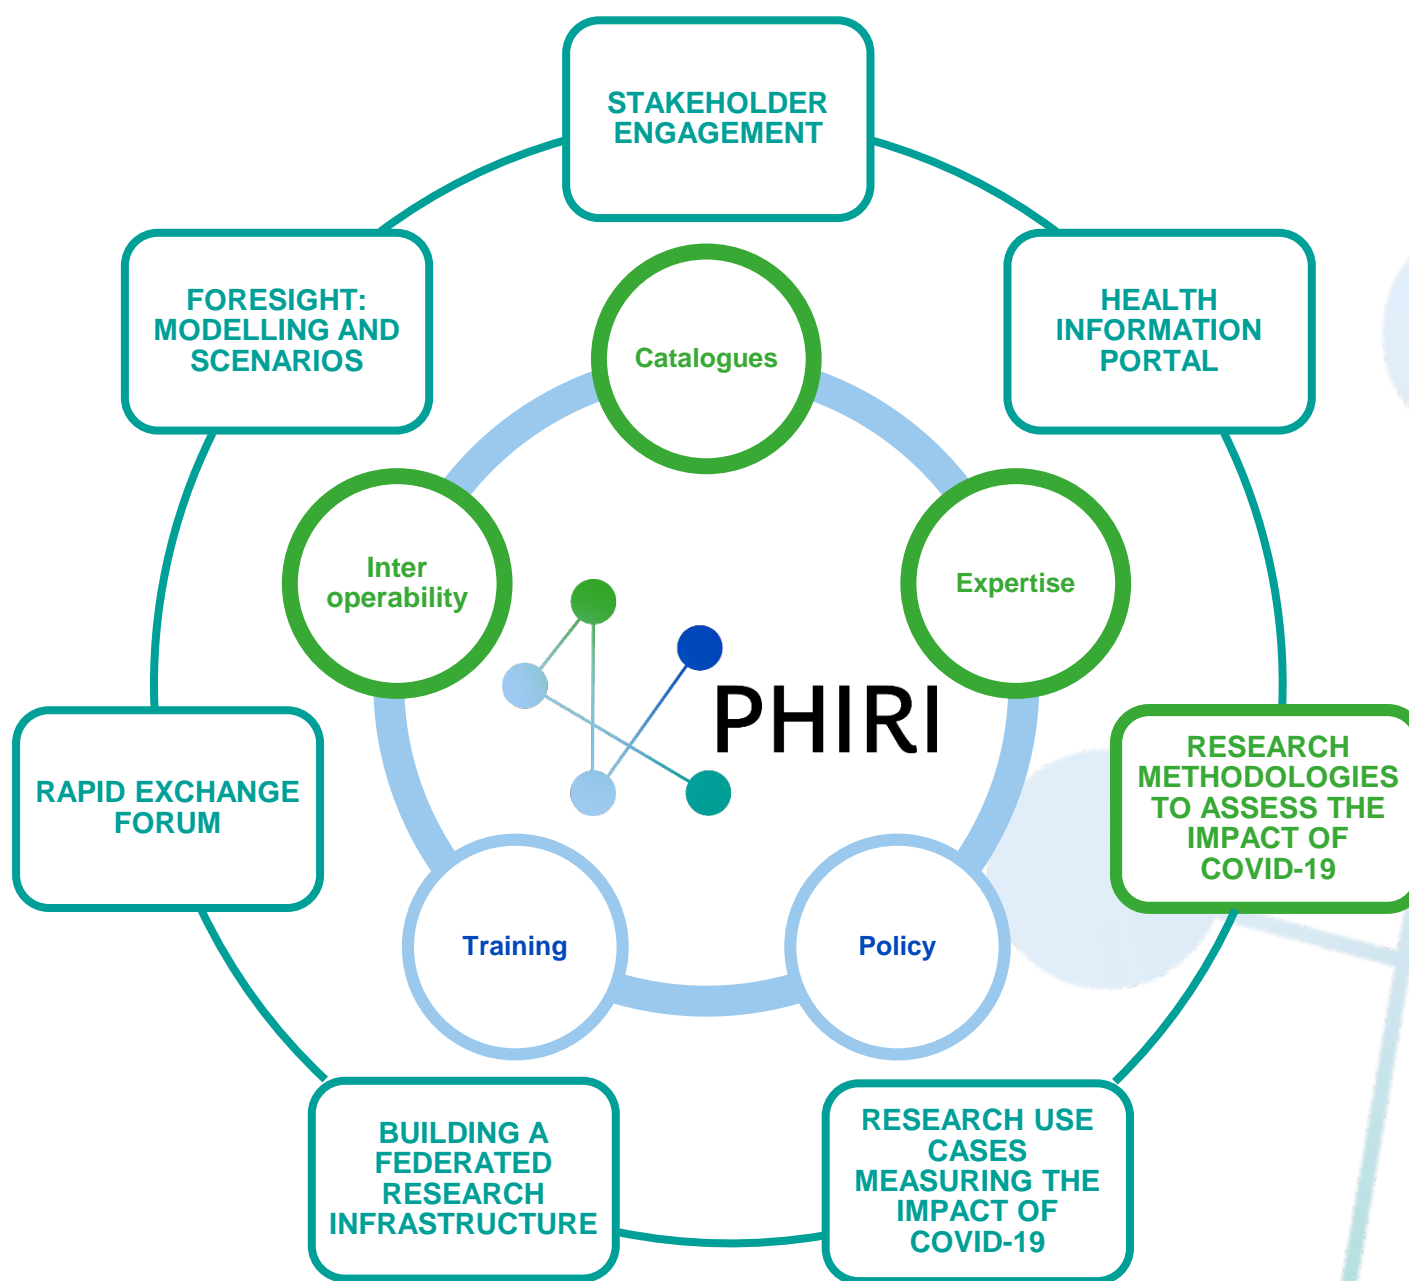 STAKEHOLDER
ENGAGEMENT
FORESIGHT:
MODELLING AND
SCENARIOS
HEALTH
INFORMATION
PORTAL
Catalogues
Inter
operability
Expertise
PHIRI
RAPID EXCHANGE
FORUM
RESEARCH
METHODOLOGIES
TO ASSESS THE
IMPACT OF
COVID-19
Training
Policy
BUILDING A
FEDERATED
RESEARCH
INFRASTRUCTURE
RESEARCH USE
CASES
MEASURING THE
IMPACT OF
COVID-19